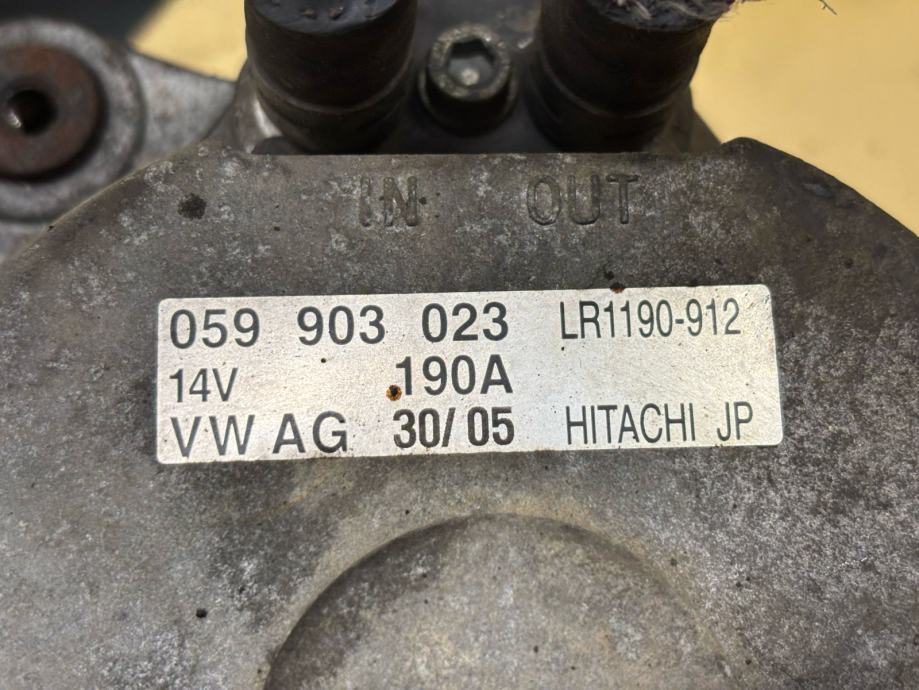 IN OUT
059 903 023 LR1190-912
14V 190A
VW AG 30/05 HITACHI JP